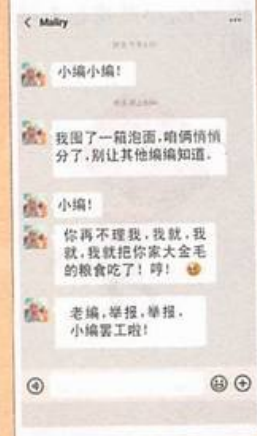 Maliry
小编小编!
我囤了一箱泡面,咱俩悄悄
分了,别让其他编编知道.
小编!
你再不理我,我就,我
就,我就把你家大金毛
的粮食吃了!哼!
老编,举报,举报.
小编罢工啦!